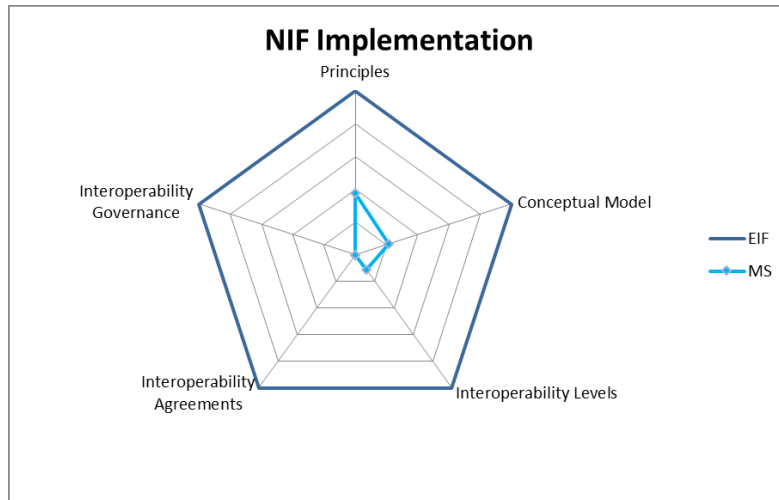 NIF Implementation
Principles
Interoperability
Governance
Conceptual Model
EIF
MS
Interoperability
Agreements
Interoperability Levels